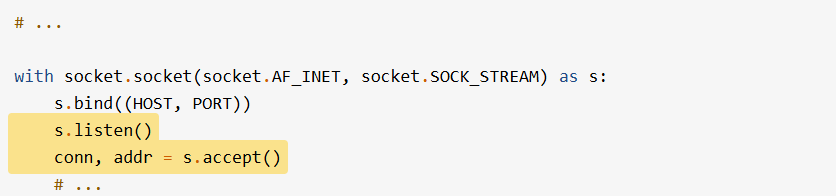 # ...
with socket.socket(socket.AF_INET, socket.SOCK_STREAM) as s:
    s.bind((HOST, PORT))
    s.listen()
    conn, addr = s.accept()
    # ...